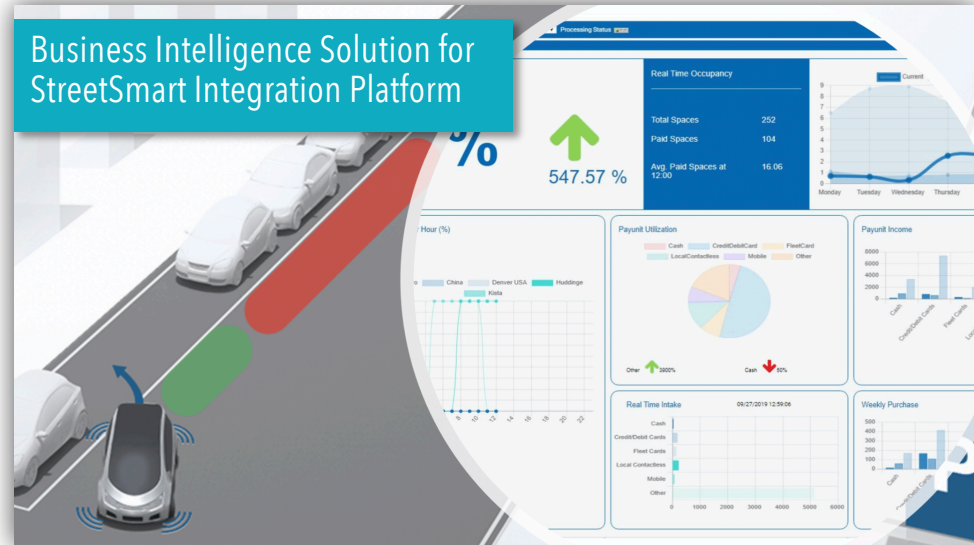 Business Intelligence Solution for
StreetSmart Integration Platform
Processing Status
%
547.57 %
Real Time Occupancy
Total Spaces 252
Paid Spaces 104
Avg. Paid Spaces at 16.06
12:00
Current
9
8
7
6
5
4
3
2
1
0
Monday Tuesday Wednesday Thursday
Hour (%)
China Denver USA Huddinge
Kista
8 10 12 14 16 18 20 22
Payunit Utilization
Cash CreditDebitCard FleetCard
LocalContactless Mobile Other
Other 3900% Cash 50%
Payunit Income
8000
6000
4000
2000
0
Cash Credit/Debit Cards Fleet Cards
Real Time Intake 09/27/2019 12:59:06
Cash
Credit/Debit Cards
Fleet Cards
Local Contactless
Mobile
Other
0 1000 2000 3000 4000 5000 6000
Weekly Purchase
500
400
300
200
100
0
Cash Credit/Debit Cards
P